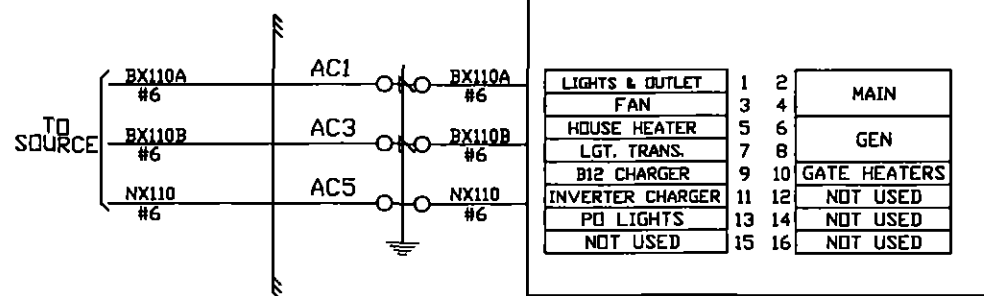 TO
SOURCE
BX110A
#6
AC1
BX110A
#6
BX110B
#6
AC3
BX110B
#6
NX110
#6
AC5
NX110
#6
LIGHTS & OUTLET 1 2 MAIN
FAN 3 4
HOUSE HEATER 5 6 GEN
LGT. TRANS. 7 8
B12 CHARGER 9 10 GATE HEATERS
INVERTER CHARGER 11 12 NOT USED
PO LIGHTS 13 14 NOT USED
NOT USED 15 16 NOT USED